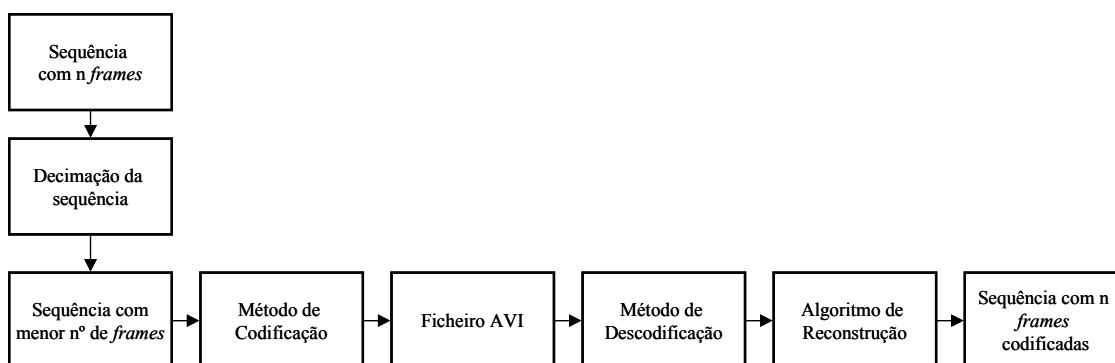 Sequência
com n frames
Decimação da
sequência
Sequência com
menor nº de frames
Método de
Codificação
Ficheiro AVI
Método de
Descodificação
Algoritmo de
Reconstrução
Sequência com n
frames
codificadas